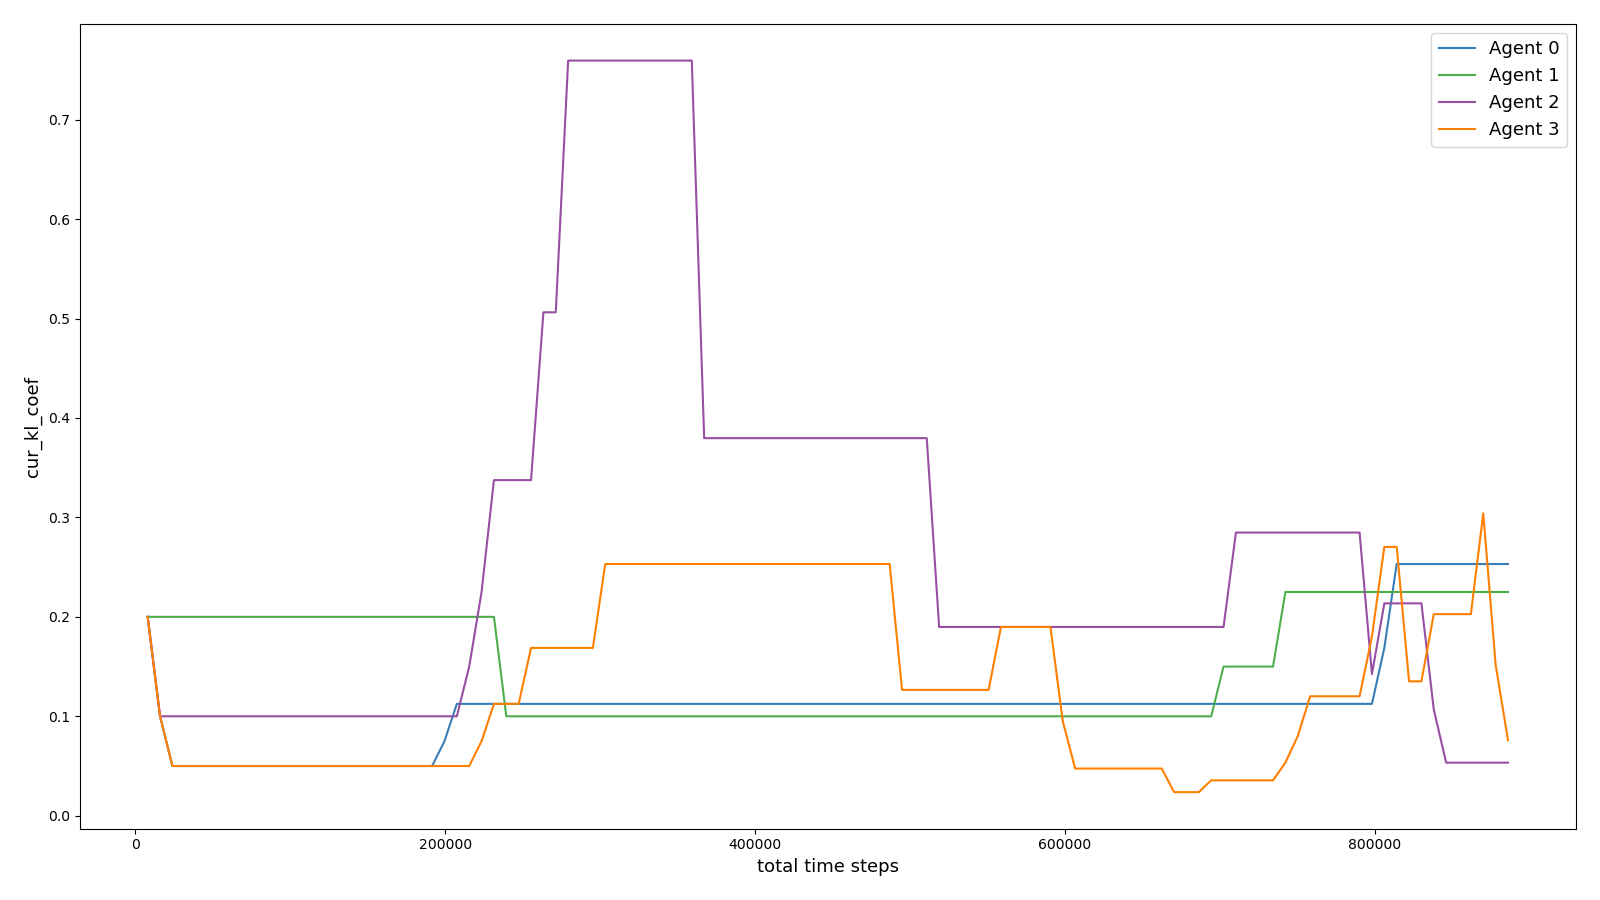 Agent 0
Agent 1
Agent 2
Agent 3
0.7
0.6
0.5
0.4
0.3
0.2
0.1
0.0
cur_kl_coef
0 200000 400000 600000 800000
total time steps